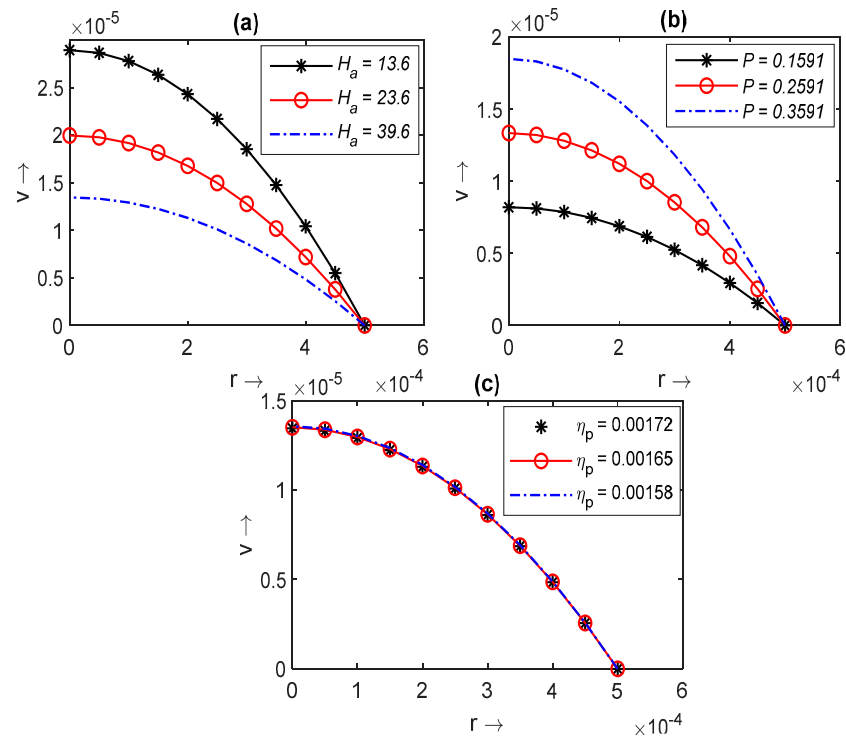 (a)
×10^-5
2.5
2
1.5
1
0.5
0
0 2 4 6
v →
r →
×10^-4
H_a = 13.6
H_a = 23.6
H_a = 39.6
(b)
×10^-5
2
1.5
1
0.5
0
0 2 4 6
v →
r →
×10^-4
P = 0.1591
P = 0.2591
P = 0.3591
(c)
×10^-5
1.5
1
0.5
0
0 1 2 3 4 5 6
v →
r →
×10^-4
η_p = 0.00172
η_p = 0.00165
η_p = 0.00158